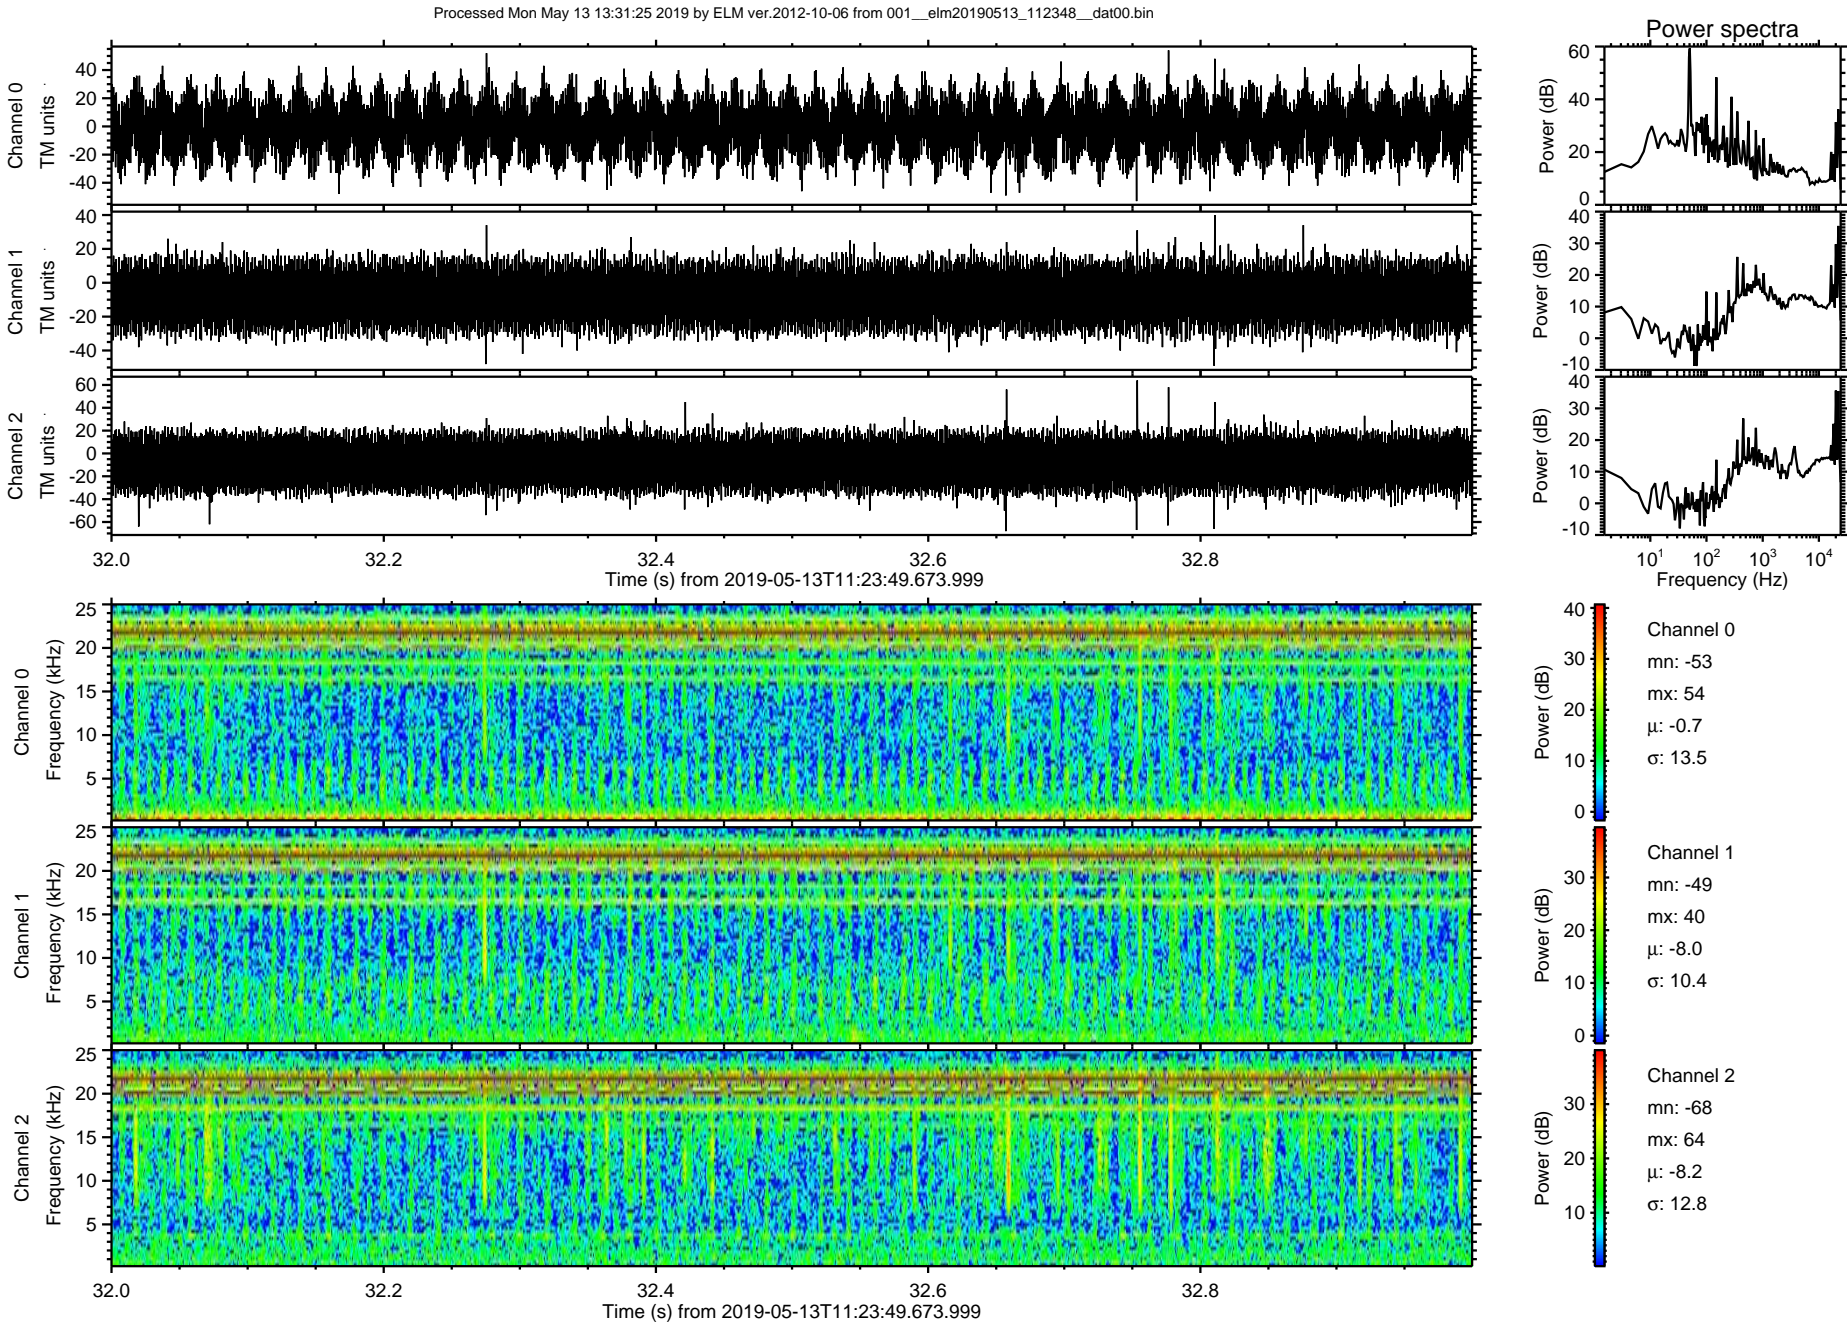 Processed Mon May 13 13:31:25 2019 by ELM ver.2012-10-06 from 001__elm20190513_112348__dat00.bin
Power spectra
Channel 0
TM units
40
20
0
-20
-40
Power (dB)
60
40
20
0
Channel 1
TM units
40
20
0
-20
-40
Power (dB)
40
30
20
10
0
-10
Channel 2
TM units
60
40
20
0
-20
-40
-60
Power (dB)
40
30
20
10
0
-10
32.0 32.2 32.4 32.6 32.8
Time (s) from 2019-05-13T11:23:49.673.999
10^1 10^2 10^3 10^4
Frequency (Hz)
Channel 0
Frequency (kHz)
25
20
15
10
5
Power (dB)
40
30
20
10
0
Channel 0
mn: -53
mx: 54
μ: -0.7
σ: 13.5
Channel 1
Frequency (kHz)
25
20
15
10
5
Power (dB)
30
20
10
0
Channel 1
mn: -49
mx: 40
μ: -8.0
σ: 10.4
Channel 2
Frequency (kHz)
25
20
15
10
5
Power (dB)
30
20
10
Channel 2
mn: -68
mx: 64
μ: -8.2
σ: 12.8
32.0 32.2 32.4 32.6 32.8
Time (s) from 2019-05-13T11:23:49.673.999